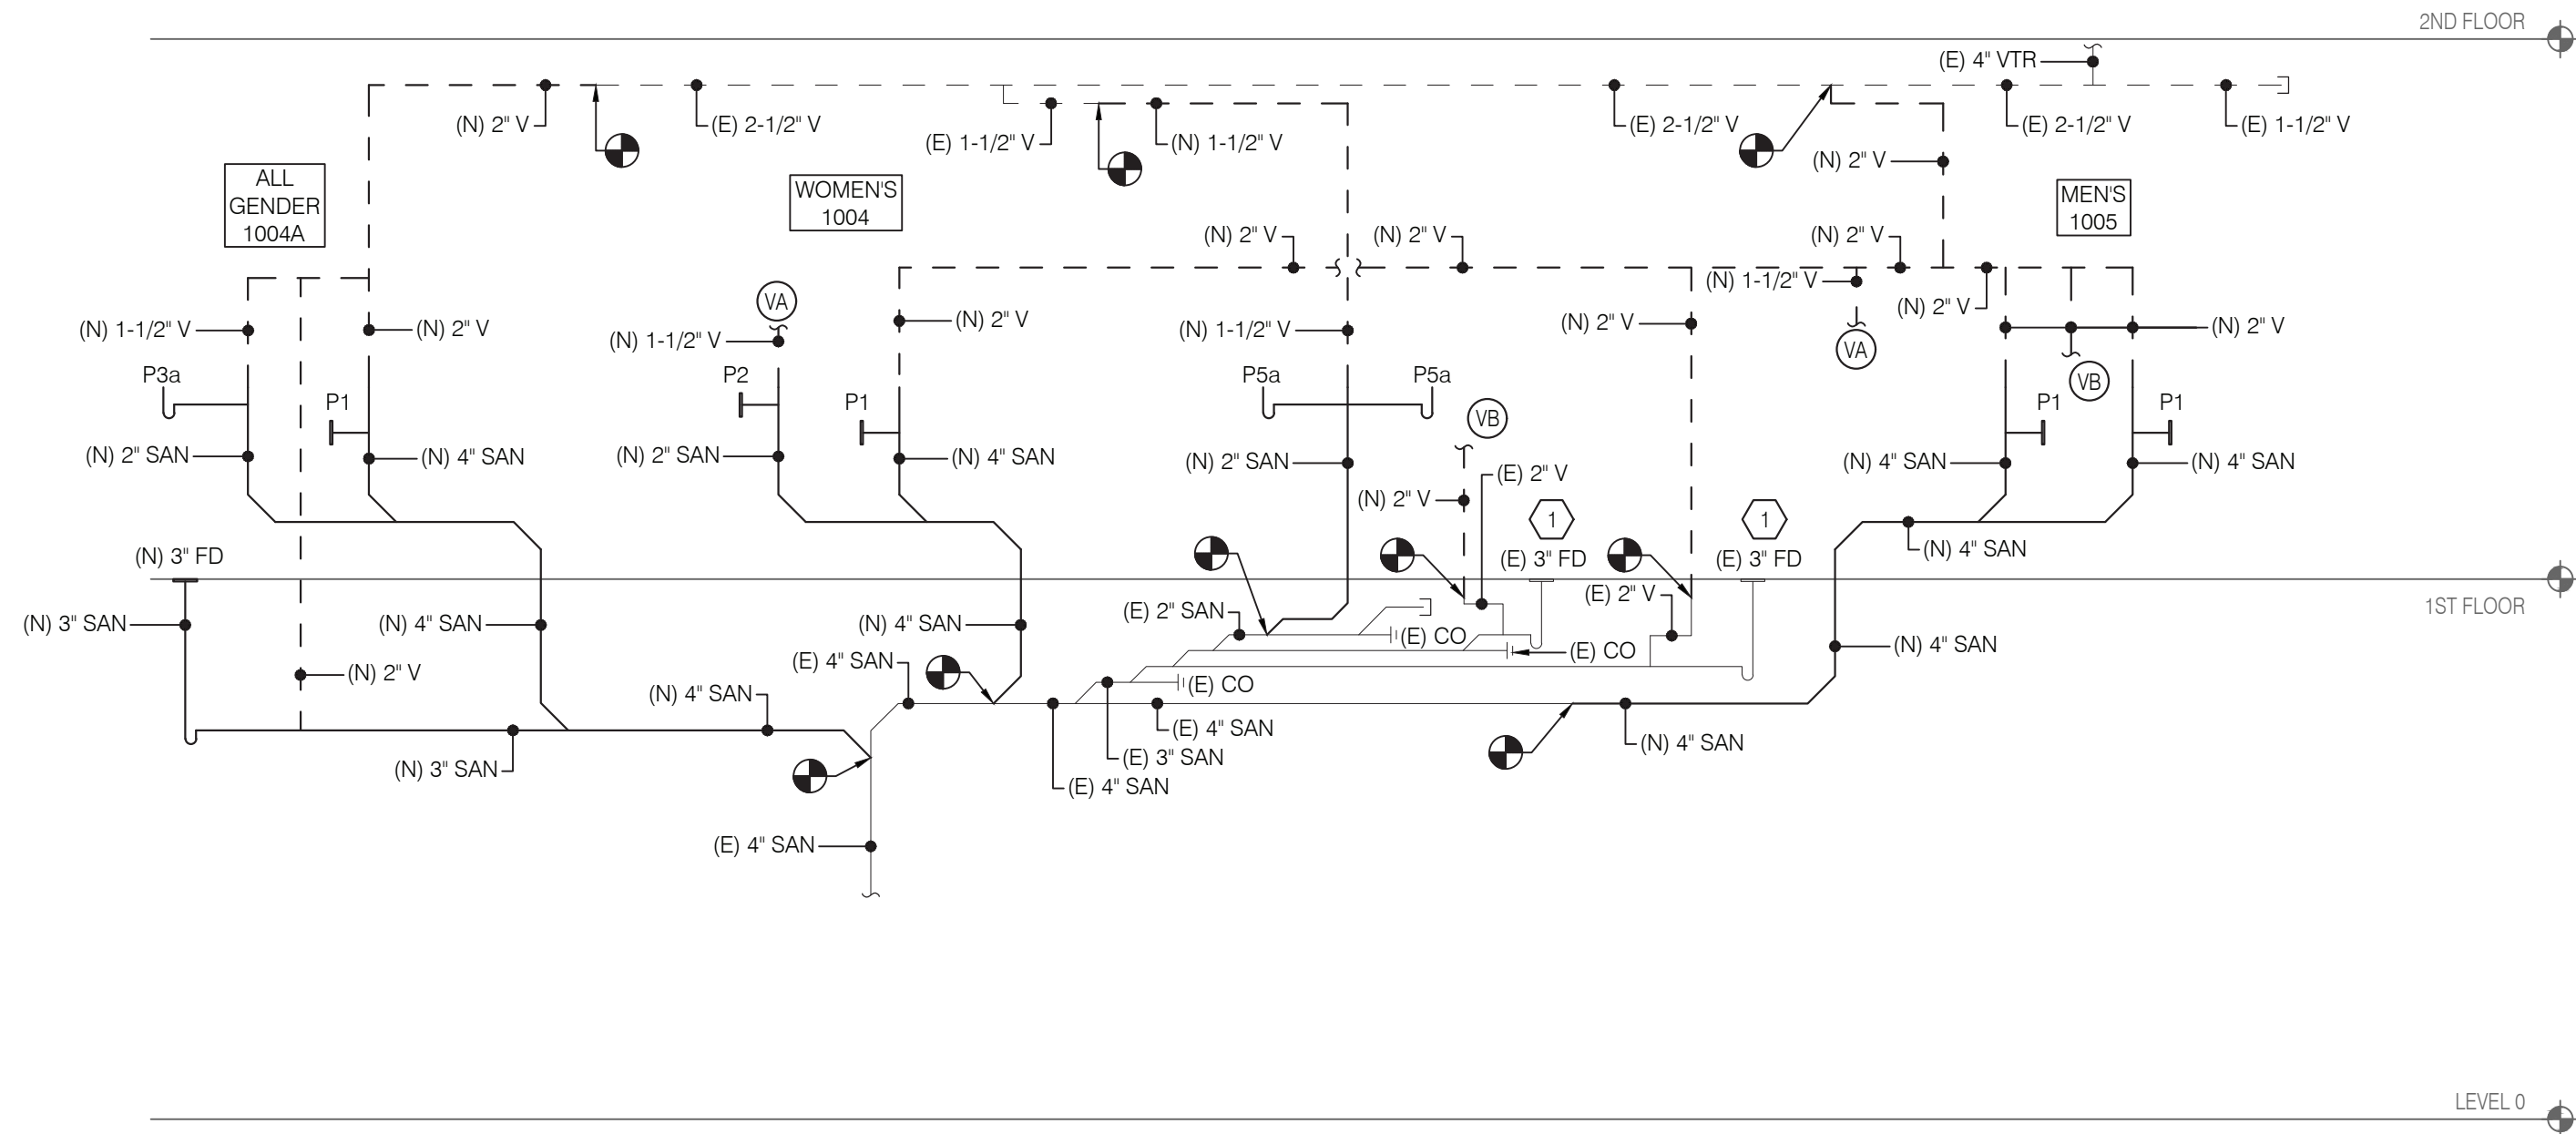 2ND FLOOR
(E) 4" VTR
(N) 2" V
(E) 2-1/2" V
(E) 1-1/2" V
(N) 1-1/2" V
(E) 2-1/2" V
(E) 2-1/2" V
(E) 1-1/2" V
(N) 2" V
ALL
GENDER
1004A
WOMEN'S
1004
MEN'S
1005
(N) 2" V
(N) 2" V
(N) 2" V
(N) 1-1/2" V
(N) 2" V
VA
(N) 1-1/2" V
(N) 2" V
(N) 1-1/2" V
(N) 2" V
(N) 1-1/2" V
(N) 2" V
(N) 2" V
VA
VB
P3a
P1
P2
P1
P5a
P5a
P1
P1
VB
(N) 2" SAN
(N) 4" SAN
(N) 2" SAN
(N) 4" SAN
(N) 2" SAN
(E) 2" V
(N) 4" SAN
(N) 4" SAN
(N) 2" V
1
1
(N) 3" FD
(E) 3" FD
(E) 3" FD
(N) 4" SAN
(E) 2" V
1ST FLOOR
(N) 3" SAN
(N) 4" SAN
(N) 4" SAN
(E) 2" SAN
(E) CO
(E) CO
(N) 4" SAN
(N) 2" V
(E) 4" SAN
(E) CO
(N) 4" SAN
(E) 4" SAN
(E) 3" SAN
(E) 4" SAN
(N) 4" SAN
(N) 3" SAN
(E) 4" SAN
LEVEL 0